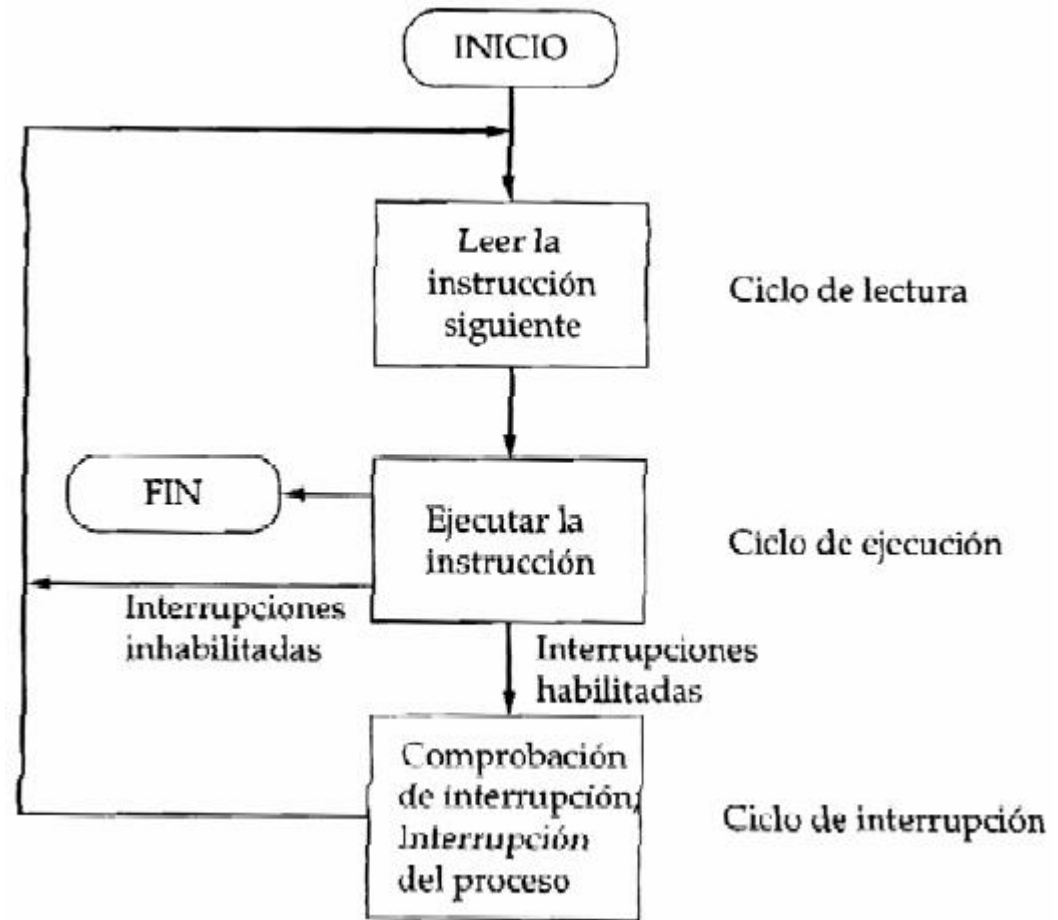 INICIO
Leer la
instrucción
siguiente
Ciclo de lectura
FIN
Ejecutar la
instrucción
Ciclo de ejecución
Interrupciones
inhabilitadas
Interrupciones
habilitadas
Comprobación
de interrupción;
Interrupción
del proceso
Ciclo de interrupción